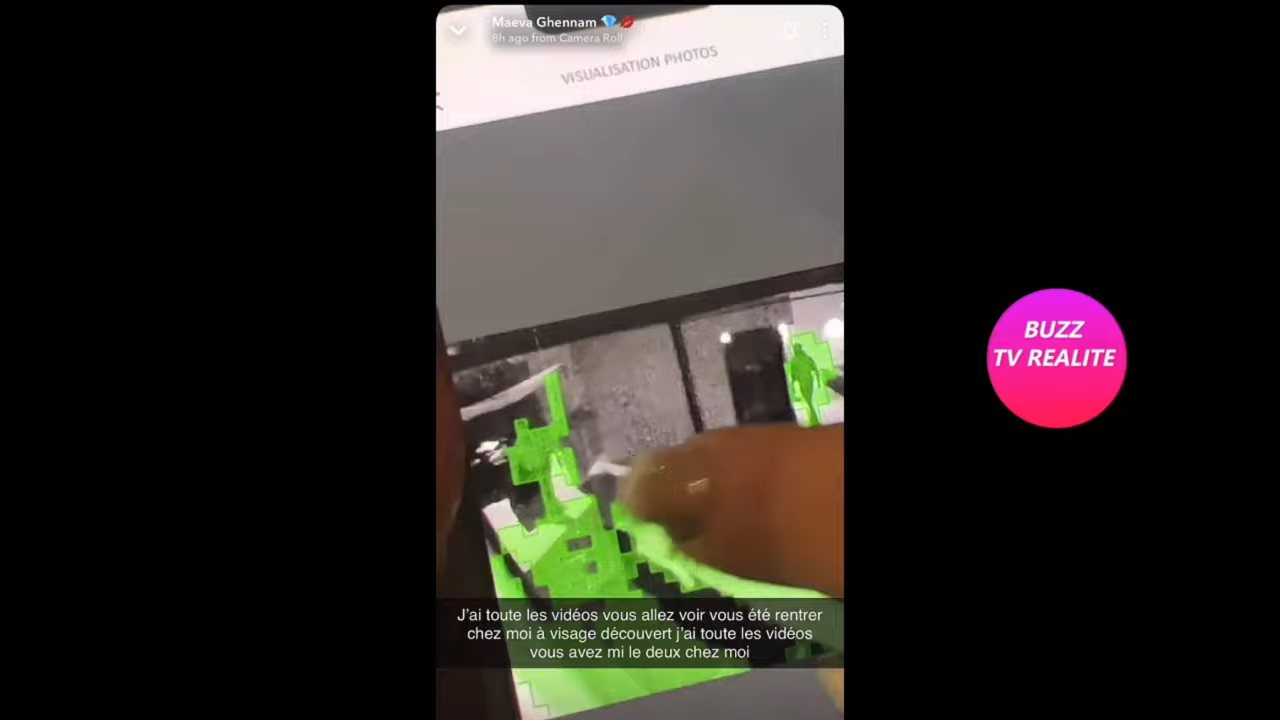 Maeva Ghennam 💎💋
8h ago from Camera Roll
VISUALISATION PHOTOS
BUZZ
TV REALITE
J'ai toute les vidéos vous allez voir vous été rentrer
chez moi à visage découvert j'ai toute les vidéos
vous avez mi le deux chez moi